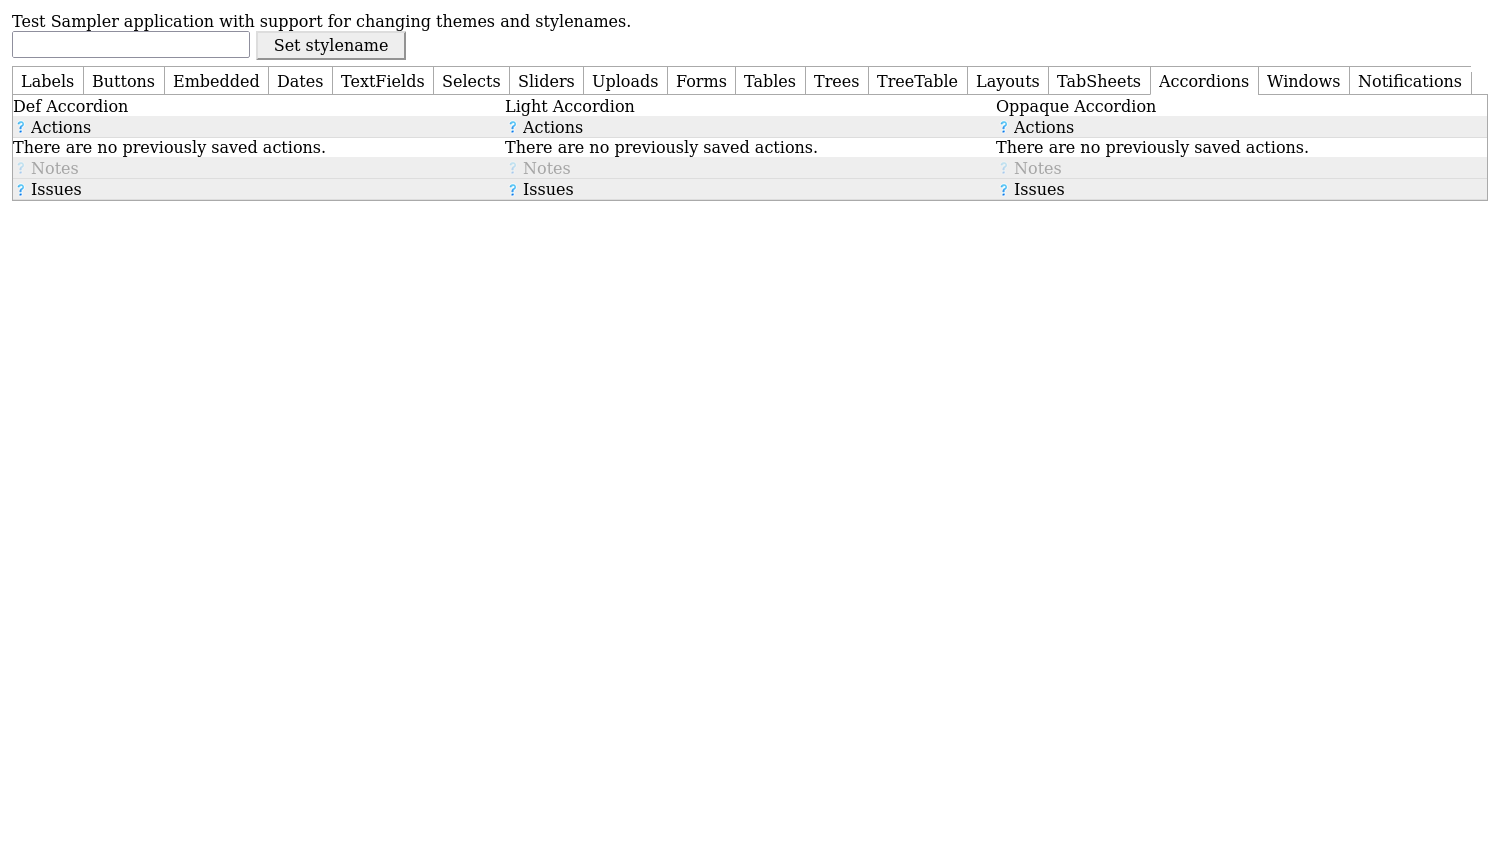 Test Sampler application with support for changing themes and stylenames.
Set stylename
Labels Buttons Embedded Dates TextFields Selects Sliders Uploads Forms Tables Trees TreeTable Layouts TabSheets Accordions Windows Notifications
Def Accordion Light Accordion Oppaque Accordion
? Actions ? Actions ? Actions
There are no previously saved actions. There are no previously saved actions. There are no previously saved actions.
? Notes ? Notes ? Notes
? Issues ? Issues ? Issues